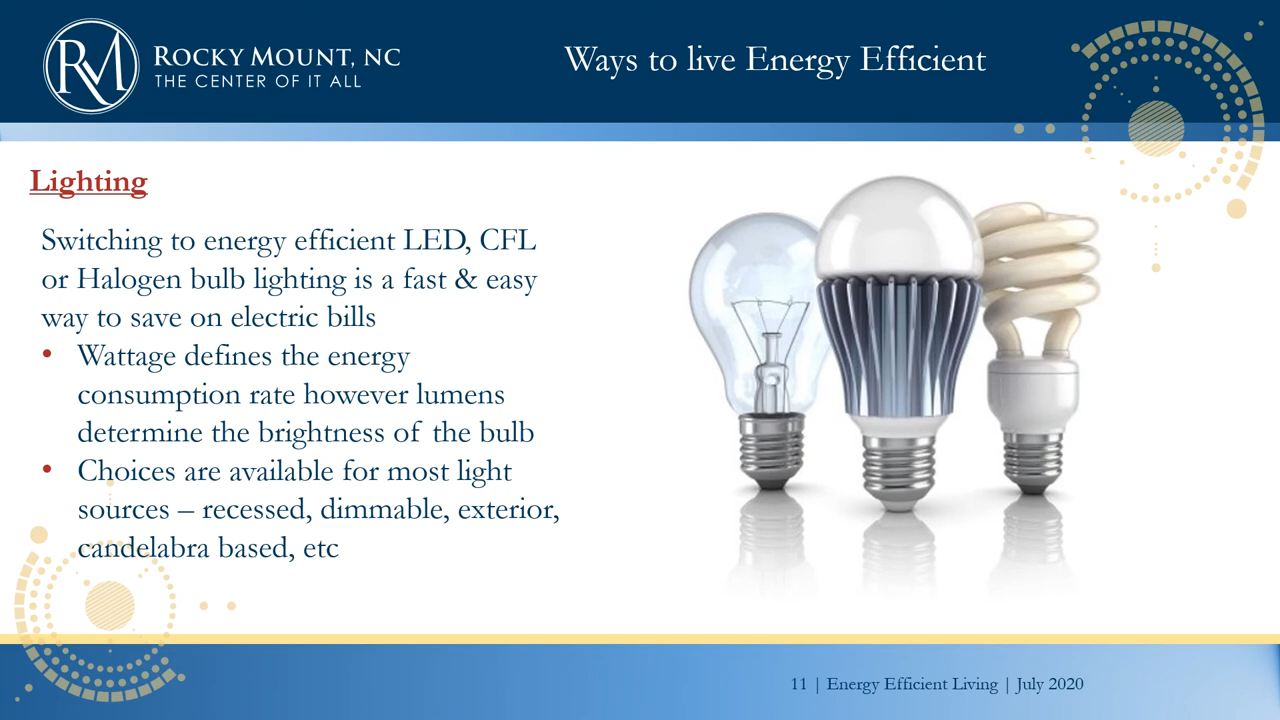 RM
ROCKY MOUNT, NC
THE CENTER OF IT ALL
Ways to live Energy Efficient
Lighting
Switching to energy efficient LED, CFL
or Halogen bulb lighting is a fast & easy
way to save on electric bills
• Wattage defines the energy
consumption rate however lumens
determine the brightness of the bulb
• Choices are available for most light
sources – recessed, dimmable, exterior,
candelabra based, etc
11 | Energy Efficient Living | July 2020